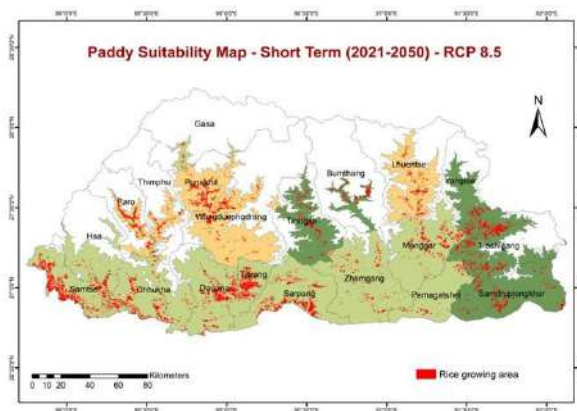 Paddy Suitability Map - Short Term (2021-2050) - RCP 8.5
N
Gasa
Bumthang
Lhuentse
Thimphu
Punakha
Yangtse
Paro
Wangduephodrang
Trongsa
Haa
Monggar
Trashigang
Tsirang
Zhemgang
Samtse
Chhukha
Dagana
Sarpang
Pemagatshel
Samdrupjongkhar
0 10 20 40 60 80
Kilometers
Rice growing area